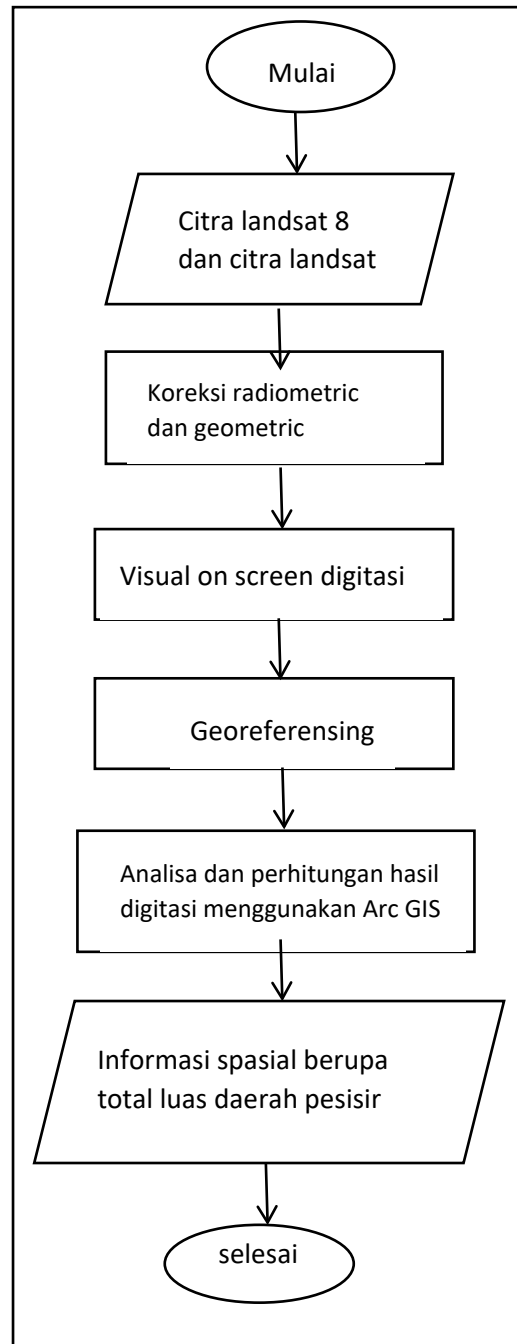 Mulai
Citra landsat 8
dan citra landsat
Koreksi radiometric
dan geometric
Visual on screen digitasi
Georeferensing
Analisa dan perhitungan hasil
digitasi menggunakan Arc GIS
Informasi spasial berupa
total luas daerah pesisir
selesai